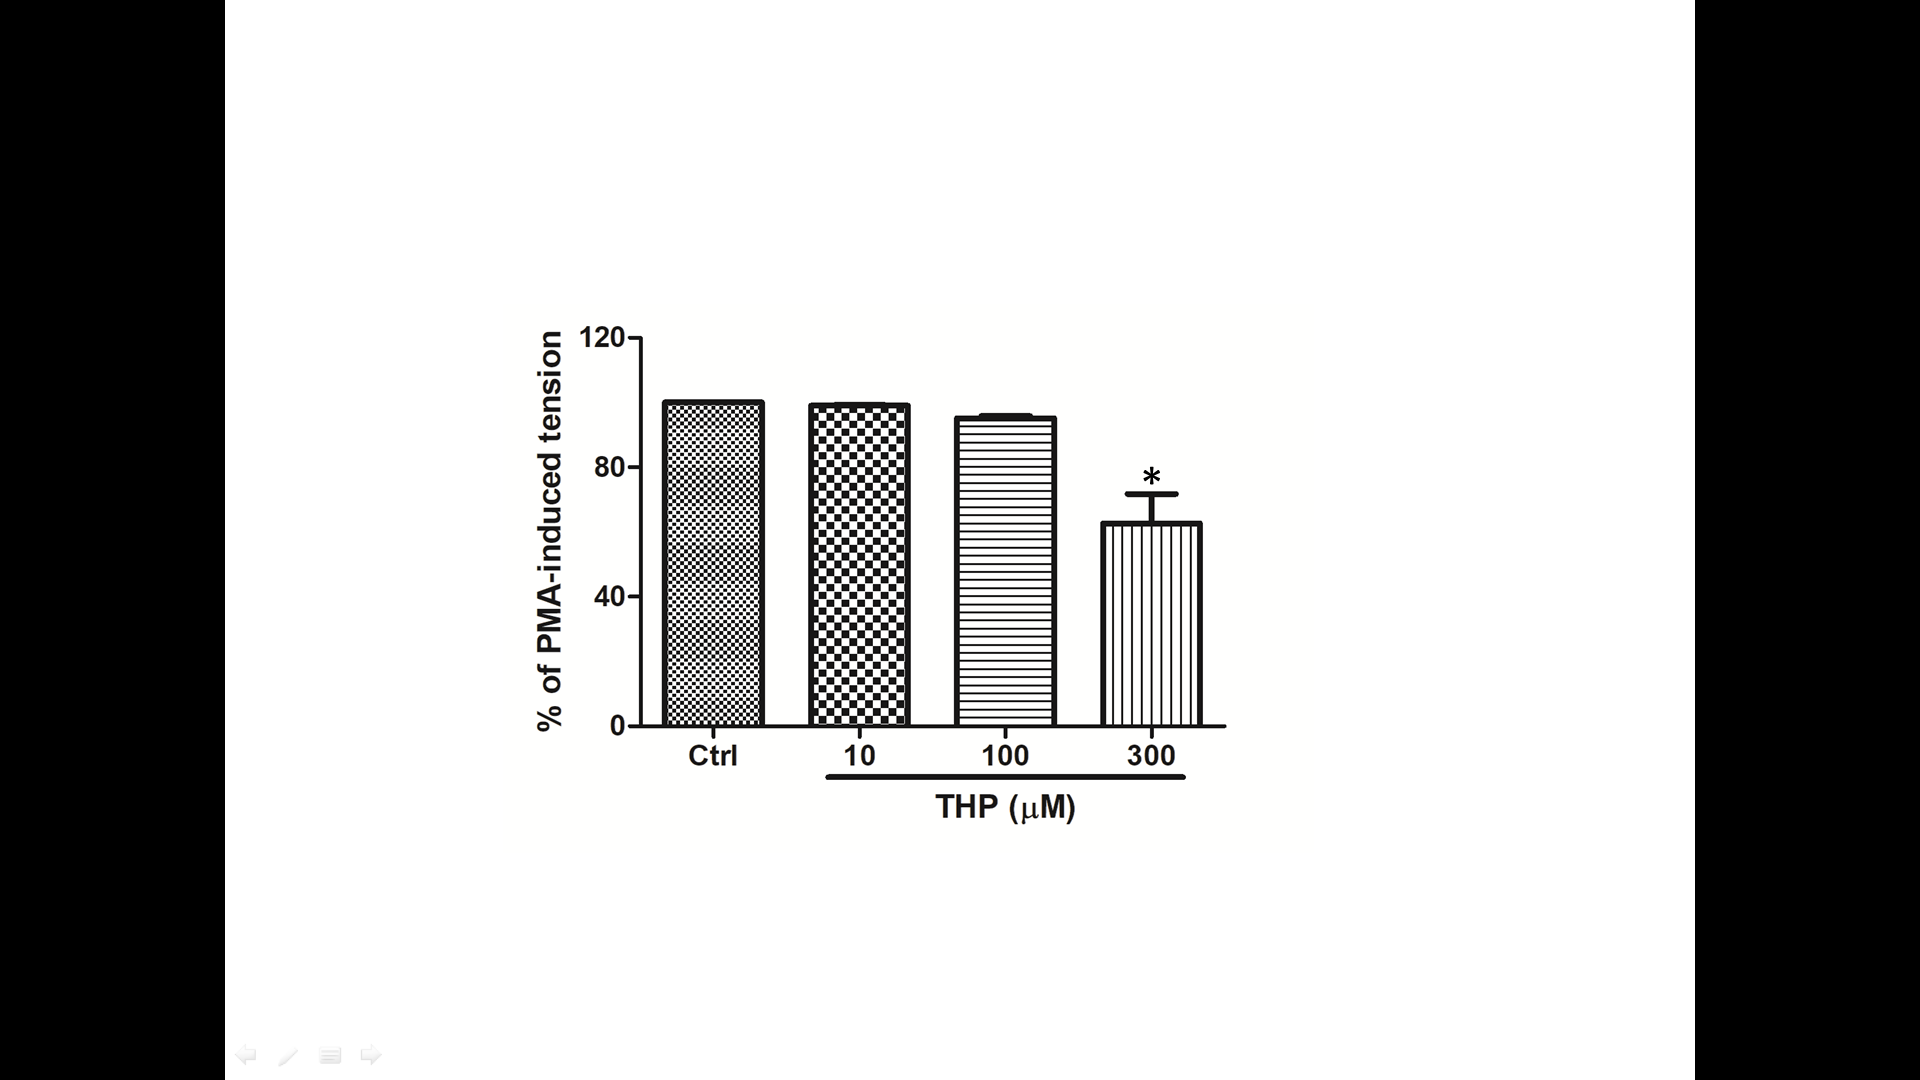 % of PMA-induced tension
120
80
40
0
Ctrl 10 100 300
THP (μM)
*